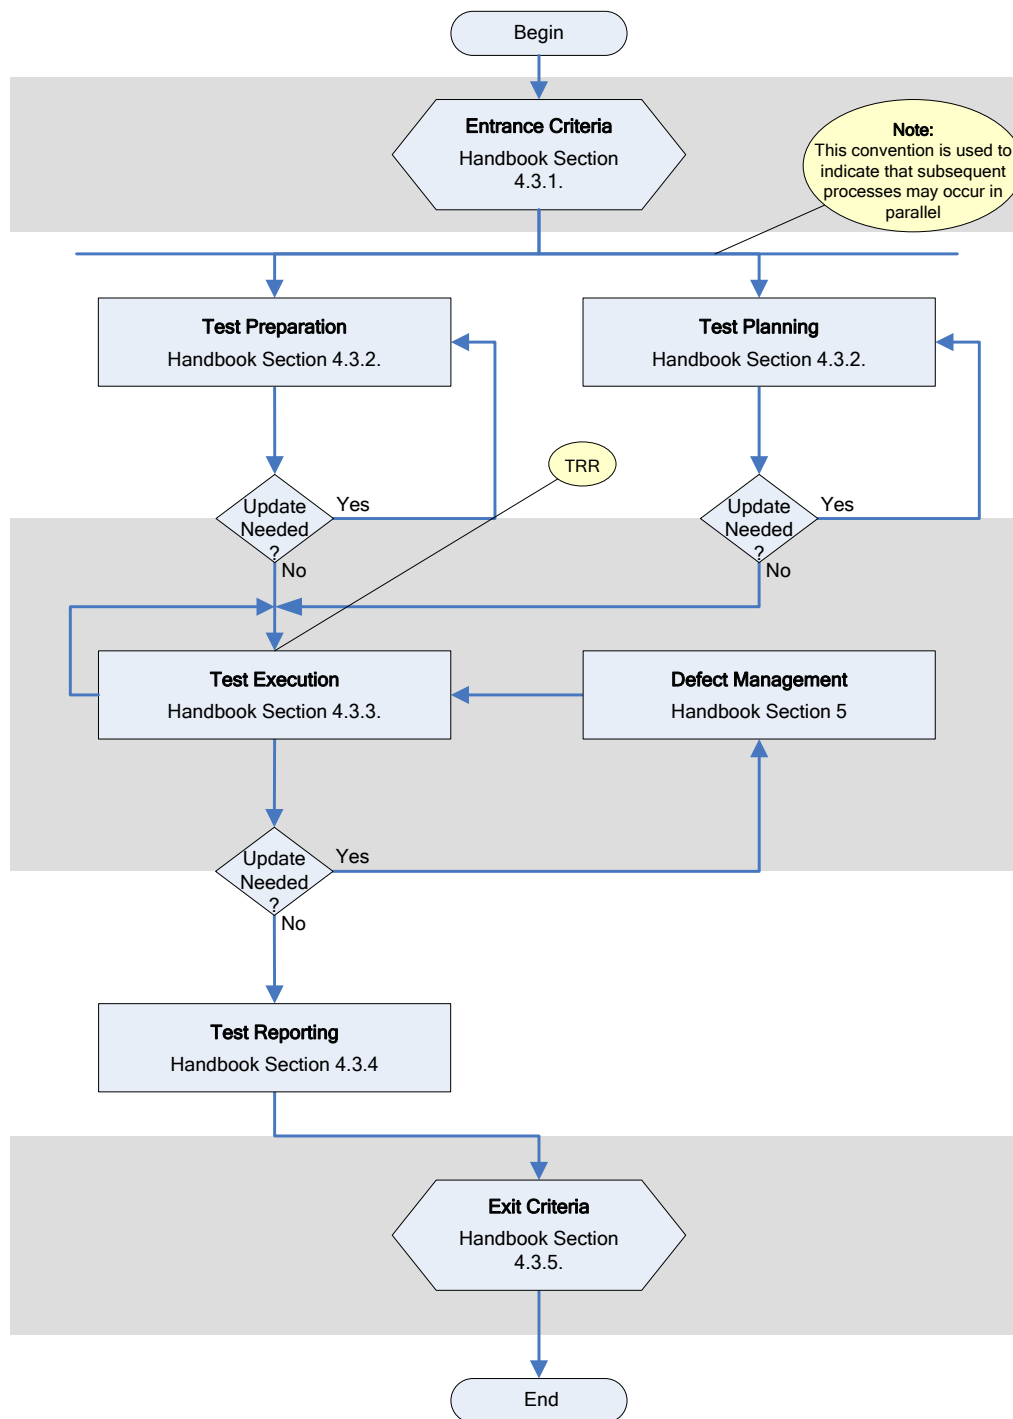 Begin
Entrance Criteria
Handbook Section
4.3.1.
Note:
This convention is used to
indicate that subsequent
processes may occur in
parallel
Test Preparation
Handbook Section 4.3.2.
Test Planning
Handbook Section 4.3.2.
TRR
Update
Needed
?
Yes
No
Update
Needed
?
Yes
No
Test Execution
Handbook Section 4.3.3.
Defect Management
Handbook Section 5
Update
Needed
?
Yes
No
Test Reporting
Handbook Section 4.3.4
Exit Criteria
Handbook Section
4.3.5.
End